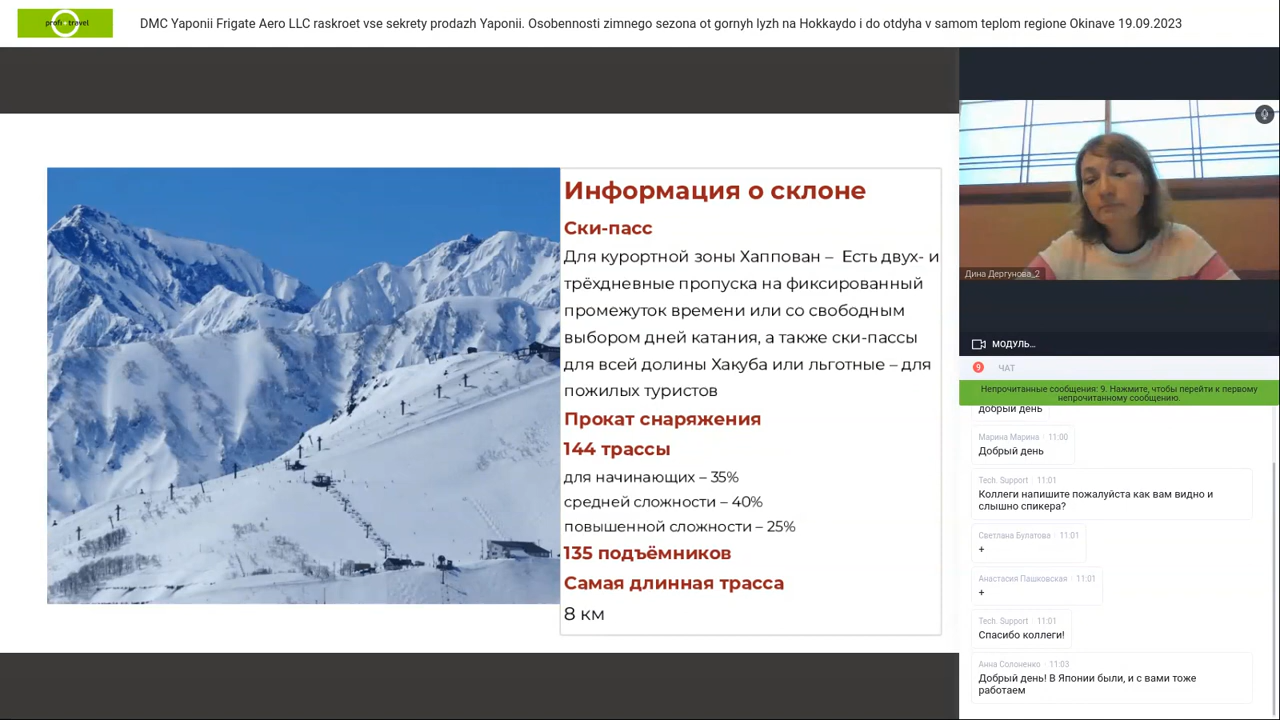 profi travel
DMC Yaponii Frigate Aero LLC raskroet vse sekrety prodazh Yaponii. Osobennosti zimnego sezona ot gornyh lyzh na Hokkaydo i do otdyha v samom teplom regione Okinave 19.09.2023
Информация о склоне
Ски-пасс
Для курортной зоны Хаппован – Есть двух- и
трёхдневные пропуска на фиксированный
промежуток времени или со свободным
выбором дней катания, а также ски-пассы
для всей долины Хакуба или льготные – для
пожилых туристов
Прокат снаряжения
144 трассы
для начинающих – 35%
средней сложности – 40%
повышенной сложности – 25%
135 подъёмников
Самая длинная трасса
8 км
Дина Дергунова_2
МОДУЛЬ...
9 ЧАТ
Непрочитанные сообщения: 9. Нажмите, чтобы перейти к первому
непрочитанному сообщению.
добрый день
Марина Марина 11:00
Добрый день
Tech. Support 11:01
Коллеги напишите пожалуйста как вам видно и
слышно спикера?
Светлана Булатова 11:01
+
Анастасия Пашковская 11:01
+
Tech. Support 11:01
Спасибо коллеги!
Анна Солоненко 11:03
Добрый день! В Японии были, и с вами тоже
работаем